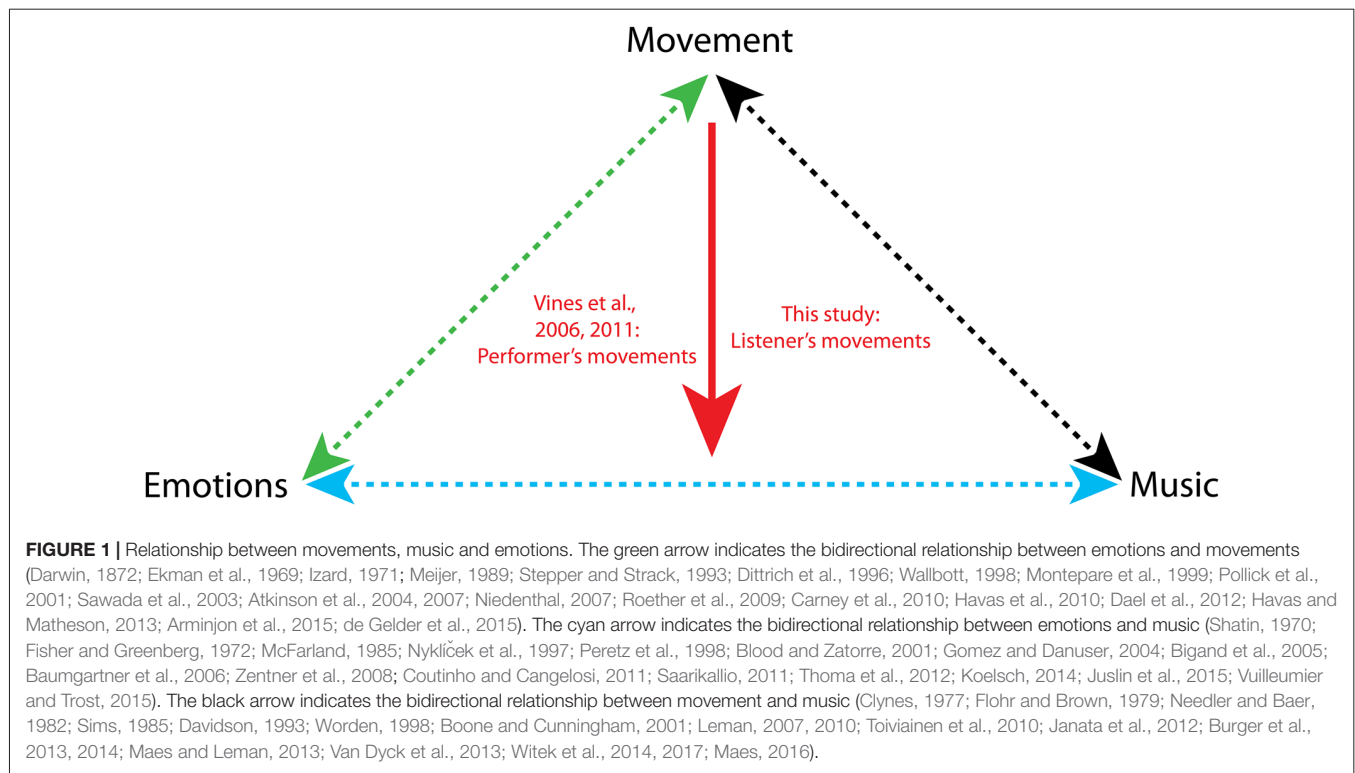 Movement
Vines et al.,
2006, 2011:
Performer's movements
This study:
Listener's movements
Emotions
Music
FIGURE 1 | Relationship between movements, music and emotions. The green arrow indicates the bidirectional relationship between emotions and movements
(Darwin, 1872; Ekman et al., 1969; Izard, 1971; Meijer, 1989; Stepper and Strack, 1993; Dittrich et al., 1996; Wallbott, 1998; Montepare et al., 1999; Pollick et al.,
2001; Sawada et al., 2003; Atkinson et al., 2004, 2007; Niedenthal, 2007; Roether et al., 2009; Carney et al., 2010; Havas et al., 2010; Dael et al., 2012; Havas and
Matheson, 2013; Arminjon et al., 2015; de Gelder et al., 2015). The cyan arrow indicates the bidirectional relationship between emotions and music (Shatin, 1970;
Fisher and Greenberg, 1972; McFarland, 1985; Nyklíček et al., 1997; Peretz et al., 1998; Blood and Zatorre, 2001; Gomez and Danuser, 2004; Bigand et al., 2005;
Baumgartner et al., 2006; Zentner et al., 2008; Coutinho and Cangelosi, 2011; Saarikallio, 2011; Thoma et al., 2012; Koelsch, 2014; Juslin et al., 2015; Vuilleumier
and Trost, 2015). The black arrow indicates the bidirectional relationship between movement and music (Clynes, 1977; Flohr and Brown, 1979; Needler and Baer,
1982; Sims, 1985; Davidson, 1993; Worden, 1998; Boone and Cunningham, 2001; Leman, 2007, 2010; Toiviainen et al., 2010; Janata et al., 2012; Burger et al.,
2013, 2014; Maes and Leman, 2013; Van Dyck et al., 2013; Witek et al., 2014, 2017; Maes, 2016).